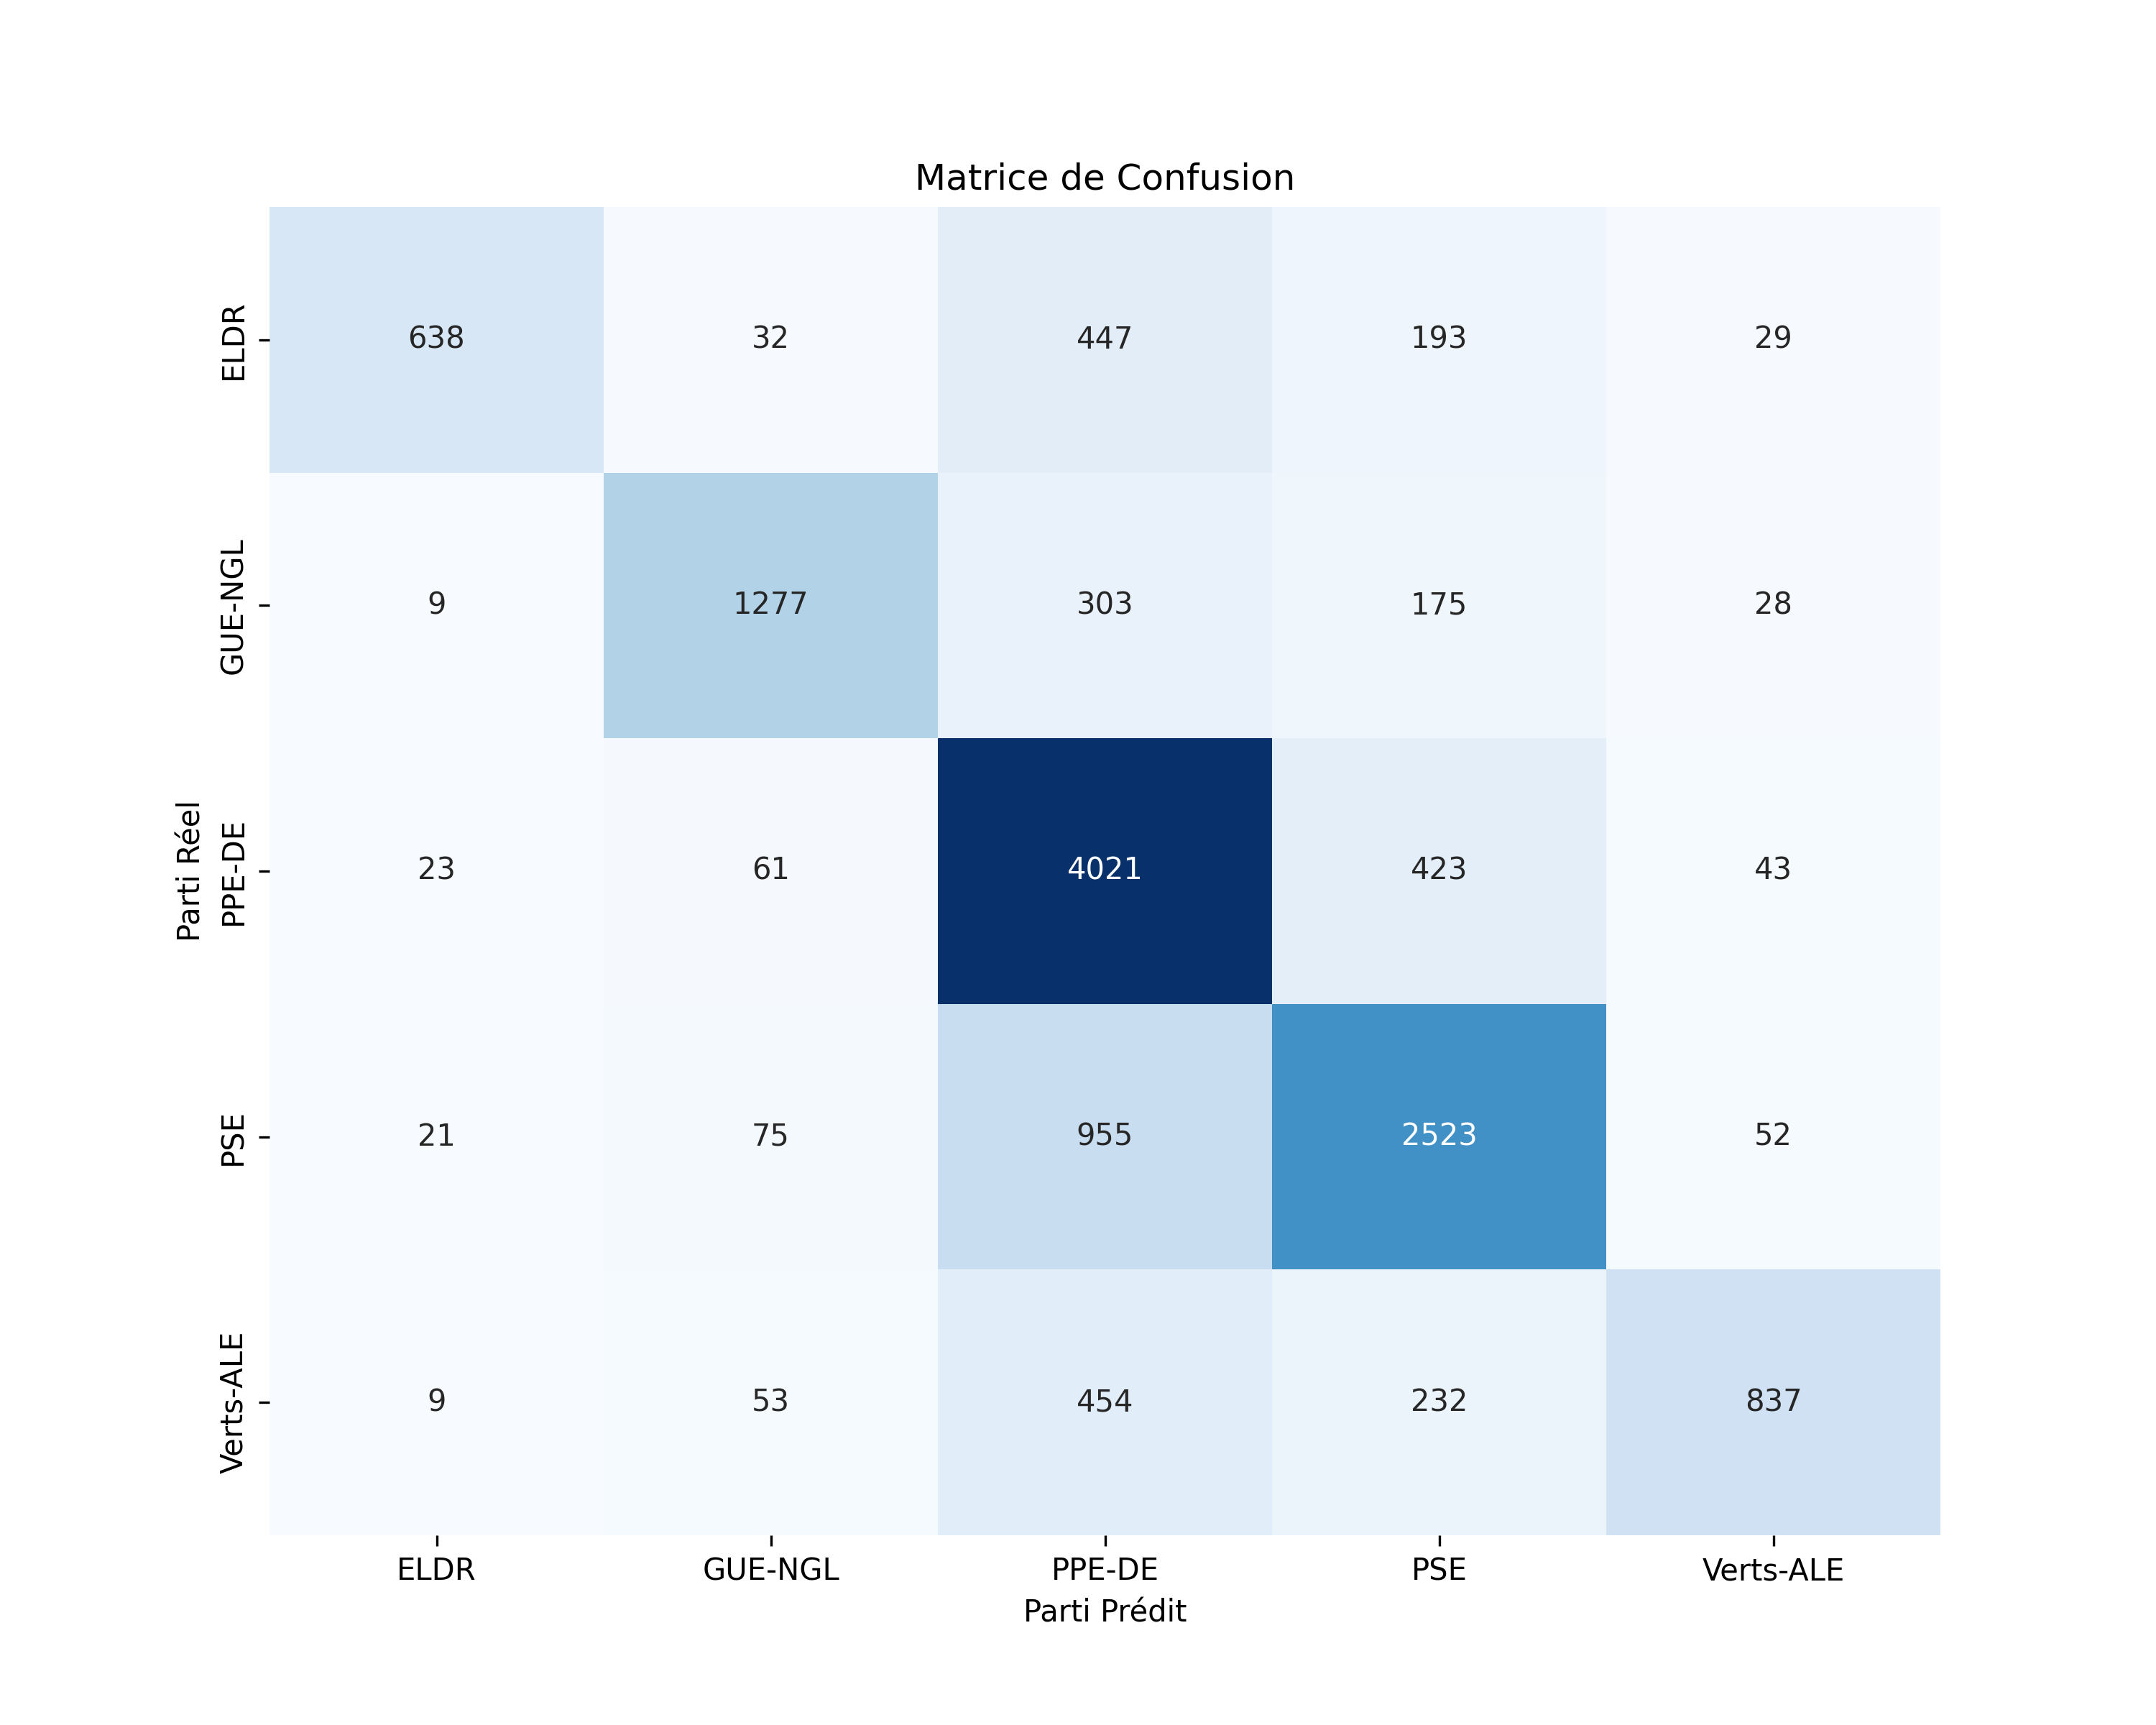 Matrice de Confusion
Parti Réel
ELDR 638 32 447 193 29
GUE-NGL 9 1277 303 175 28
PPE-DE 23 61 4021 423 43
PSE 21 75 955 2523 52
Verts-ALE 9 53 454 232 837
ELDR GUE-NGL PPE-DE PSE Verts-ALE
Parti Prédit